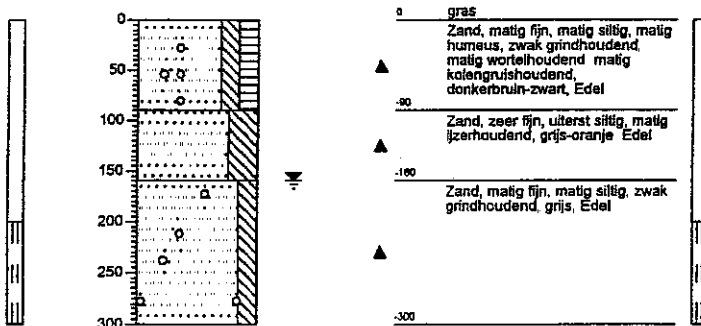 0
50
100
150
200
250
300
0 gras
Zand, matig fijn, matig siltig, matig
humeus, zwak grindhoudend,
matig wortelhoudend matig
kolengruishoudend,
donkerbruin-zwart, Edel
-90
Zand, zeer fijn, uiterst siltig, matig
ijzerhoudend, grijs-oranje Edel
-160
Zand, matig fijn, matig siltig, zwak
grindhoudend, grijs, Edel
-300